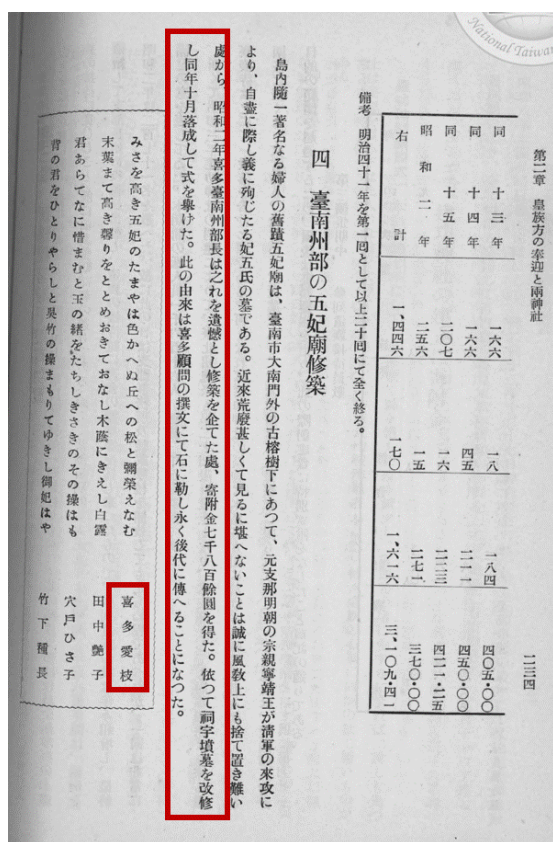 National Taiwan
第二章 皇族方の奉迎と兩神社
一三四
同 十三年 一六六 一八 一八四 四〇五・〇〇
同 十四年 一六六 四五 二一一 四五〇・〇〇
同 十五年 二〇七 一六 二二三 四二一・二五
昭和二年 二五六 一五 二七一 三七〇・〇〇
右計 一、四四六 一七〇 一、六一六 三、一〇九・四一
備考 明治四十一年を第一囘として以上二十囘にて全く終る。
四 臺南州部の五妃廟修築
島内隨一著名なる婦人の舊蹟五妃廟は、臺南市大南門外の古榕樹下にあつて、元支那明朝の宗親寧靖王が清軍の來攻に
より、自盡に際し義に殉じたる妃五氏の墓である。近來荒廢甚しくて見るに堪へないことは誠に風敎上にも捨て置き難い
處から、昭和二年喜多臺南州部長は之れを遺憾とし修築を企てた處、寄附金七千八百餘圓を得た。依つて祠宇墳墓を改修
し同年十月落成して式を擧げた。此の由來は喜多顧問の撰文にて石に勒し永く後代に傳へることになつた。
みさを高き五妃のたまやは色かへぬ丘への松と彌榮えなむ 喜多愛枝
末葉まて高き馨りをととめおきておなし木蔭にきえし白露 田中艶子
君あらてなに惜まむと玉の緒をたちしきさきのその操はも 宍戸ひさ子
背の君をひとりやらしと呉竹の操まもりてゆきし御妃はや 竹下 長